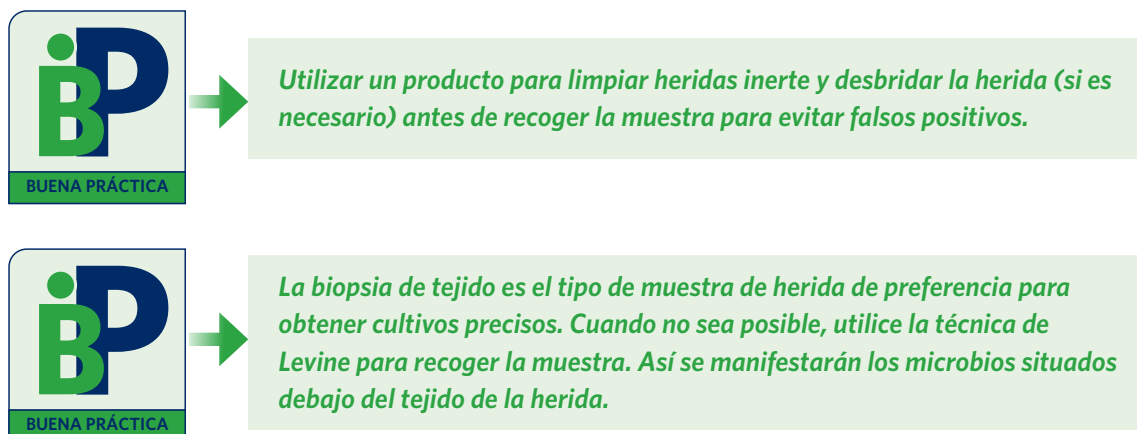 BP
BUENA PRÁCTICA
Utilizar un producto para limpiar heridas inerte y desbridar la herida (si es
necesario) antes de recoger la muestra para evitar falsos positivos.
BP
BUENA PRÁCTICA
La biopsia de tejido es el tipo de muestra de herida de preferencia para
obtener cultivos precisos. Cuando no sea posible, utilice la técnica de
Levine para recoger la muestra. Así se manifestarán los microbios situados
debajo del tejido de la herida.